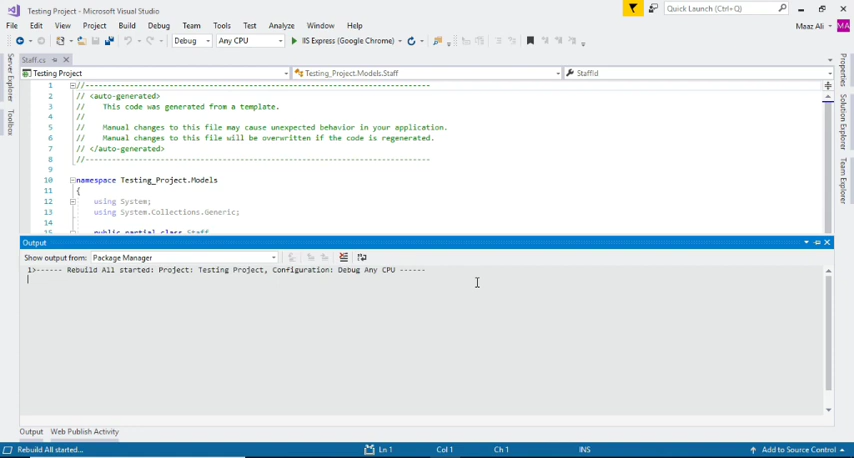 Testing Project - Microsoft Visual Studio
Quick Launch (Ctrl+Q)
File Edit View Project Build Debug Team Tools Test Analyze Window Help
Maaz Ali MA
Debug Any CPU IIS Express (Google Chrome)
Staff.cs
Testing Project Testing_Project.Models.Staff StaffId
Server Explorer
Toolbox
Properties
Solution Explorer
Team Explorer
1 //------------------------------------------------------------------------------
2 // <auto-generated>
3 //     This code was generated from a template.
4 //
5 //     Manual changes to this file may cause unexpected behavior in your application.
6 //     Manual changes to this file will be overwritten if the code is regenerated.
7 // </auto-generated>
8 //------------------------------------------------------------------------------
9
10 namespace Testing_Project.Models
11 {
12     using System;
13     using System.Collections.Generic;
14
15     public partial class Staff
Output
Show output from: Package Manager
1>------ Rebuild All started: Project: Testing Project, Configuration: Debug Any CPU ------
Output Web Publish Activity
Rebuild All started... Ln 1 Col 1 Ch 1 INS Add to Source Control